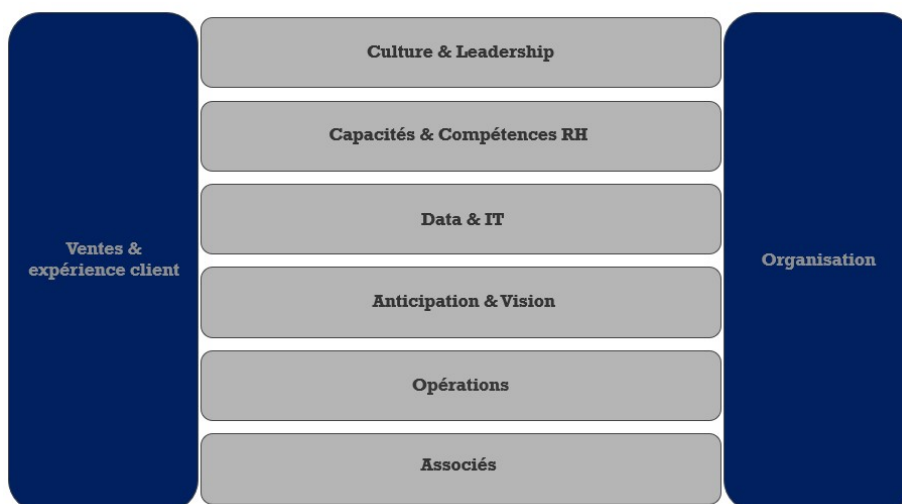 Culture & Leadership
Capacités & Compétences RH
Data & IT
Ventes &
expérience client
Organisation
Anticipation & Vision
Opérations
Associés